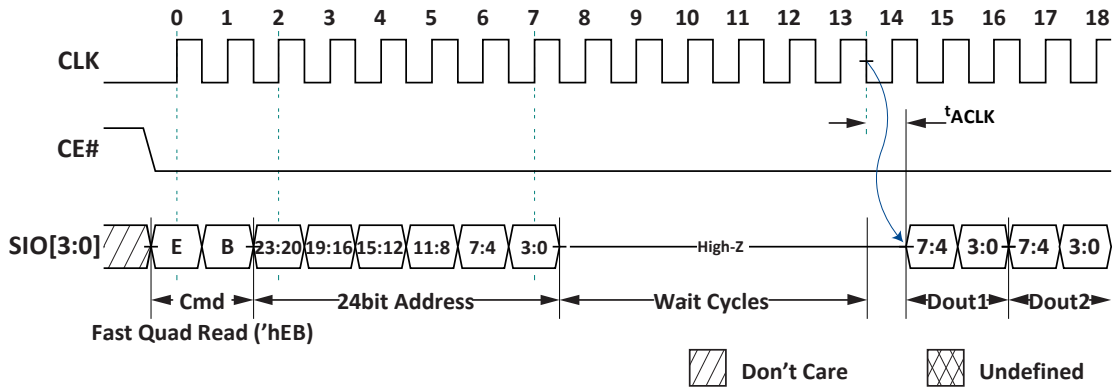 0 1 2 3 4 5 6 7 8 9 10 11 12 13 14 15 16 17 18
CLK
tACLK
CE#
SIO[3:0] E B 23:20 19:16 15:12 11:8 7:4 3:0 High-Z 7:4 3:0 7:4 3:0
Cmd 24bit Address Wait Cycles Dout1 Dout2
Fast Quad Read ('hEB)
Don't Care Undefined